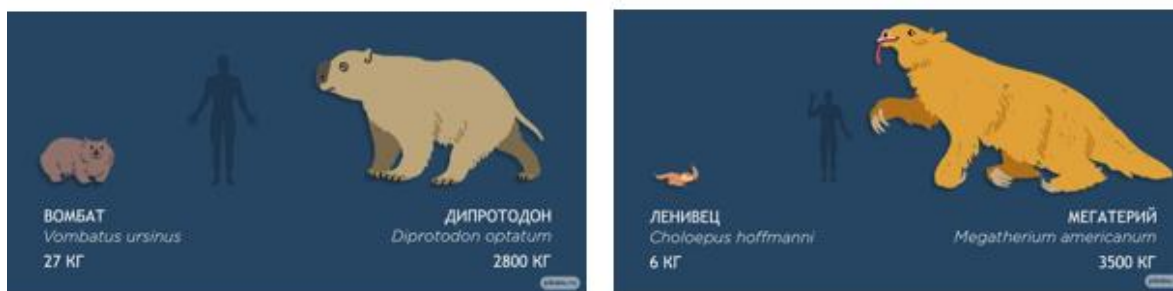 ВОМБАТ
Vombatus ursinus
27 КГ
ДИПРОТОДОН
Diprotodon optatum
2800 КГ
ЛЕНИВЕЦ
Choloepus hoffmanni
6 КГ
МЕГАТЕРИЙ
Megatherium americanum
3500 КГ